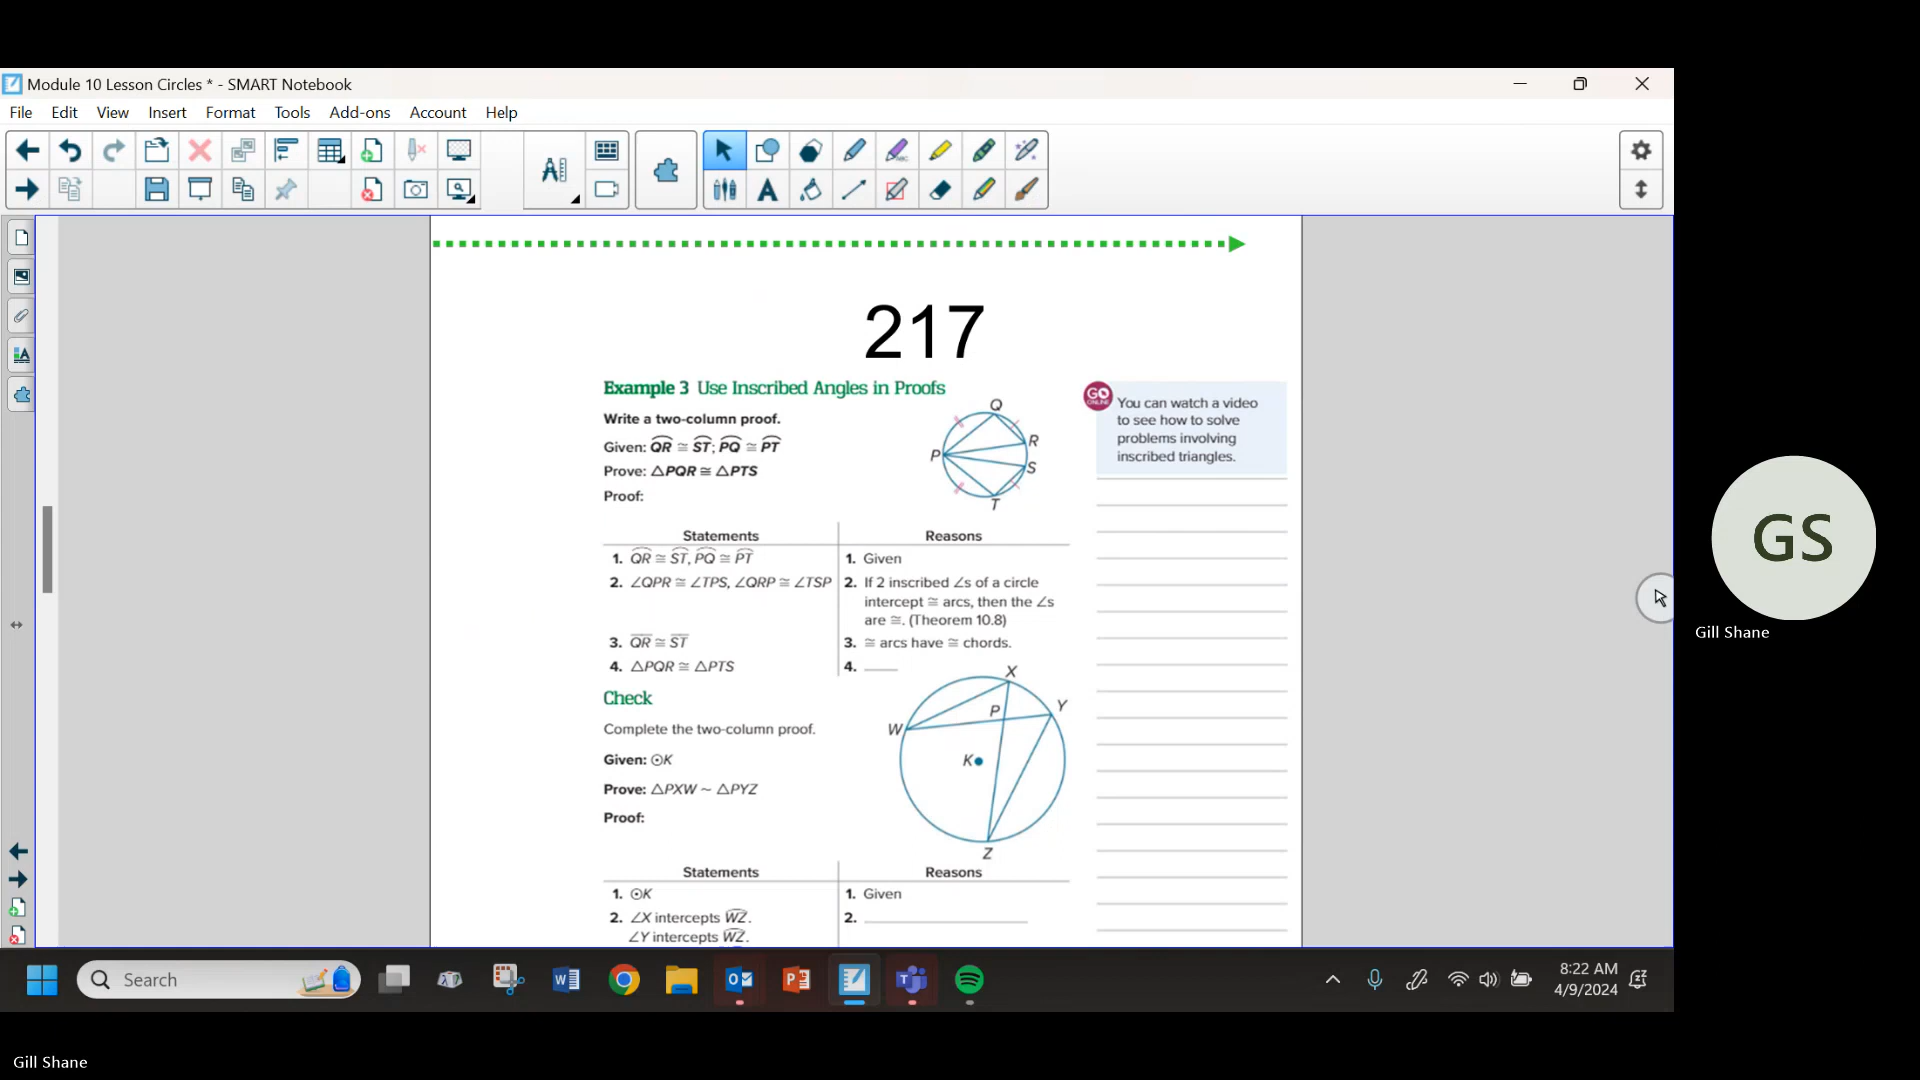 Module 10 Lesson Circles * - SMART Notebook
File Edit View Insert Format Tools Add-ons Account Help
217
Example 3 Use Inscribed Angles in Proofs
Write a two-column proof.
Given: QR ≅ ST; PQ ≅ PT
Prove: △PQR ≅ △PTS
Proof:
Q
R
P
S
T
GO ONLINE
You can watch a video
to see how to solve
problems involving
inscribed triangles.
Statements Reasons
1. QR ≅ ST, PQ ≅ PT 1. Given
2. ∠QPR ≅ ∠TPS, ∠QRP ≅ ∠TSP 2. If 2 inscribed ∠s of a circle
intercept ≅ arcs, then the ∠s
are ≅. (Theorem 10.8)
3. QR ≅ ST 3. ≅ arcs have ≅ chords.
4. △PQR ≅ △PTS 4. ____
Check
Complete the two-column proof.
Given: ⊙K
Prove: △PXW ~ △PYZ
Proof:
X
Y
P
W
K
Z
Statements Reasons
1. ⊙K 1. Given
2. ∠X intercepts WZ. 2. ____
∠Y intercepts WZ.
GS
Gill Shane
Search
8:22 AM
4/9/2024
Gill Shane